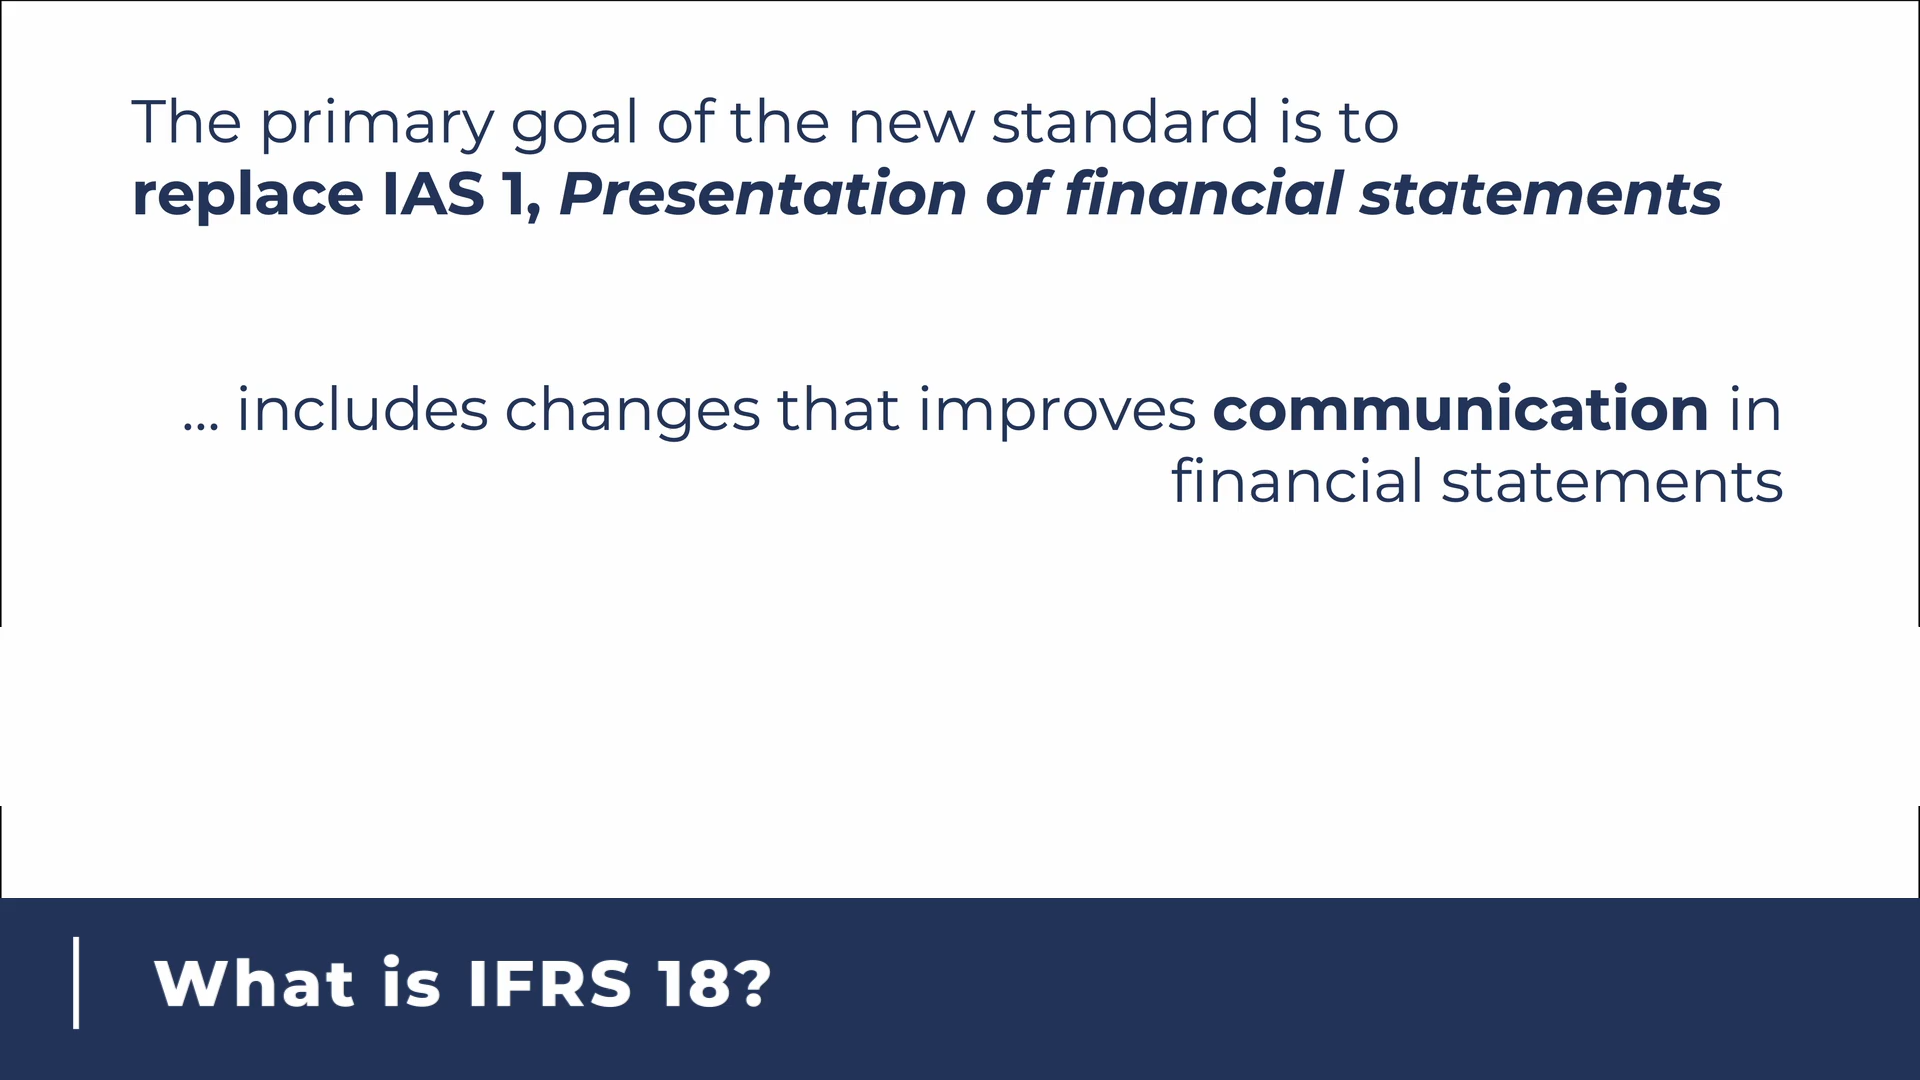 The primary goal of the new standard is to
replace IAS 1, Presentation of financial statements
... includes changes that improves communication in
financial statements
What is IFRS 18?